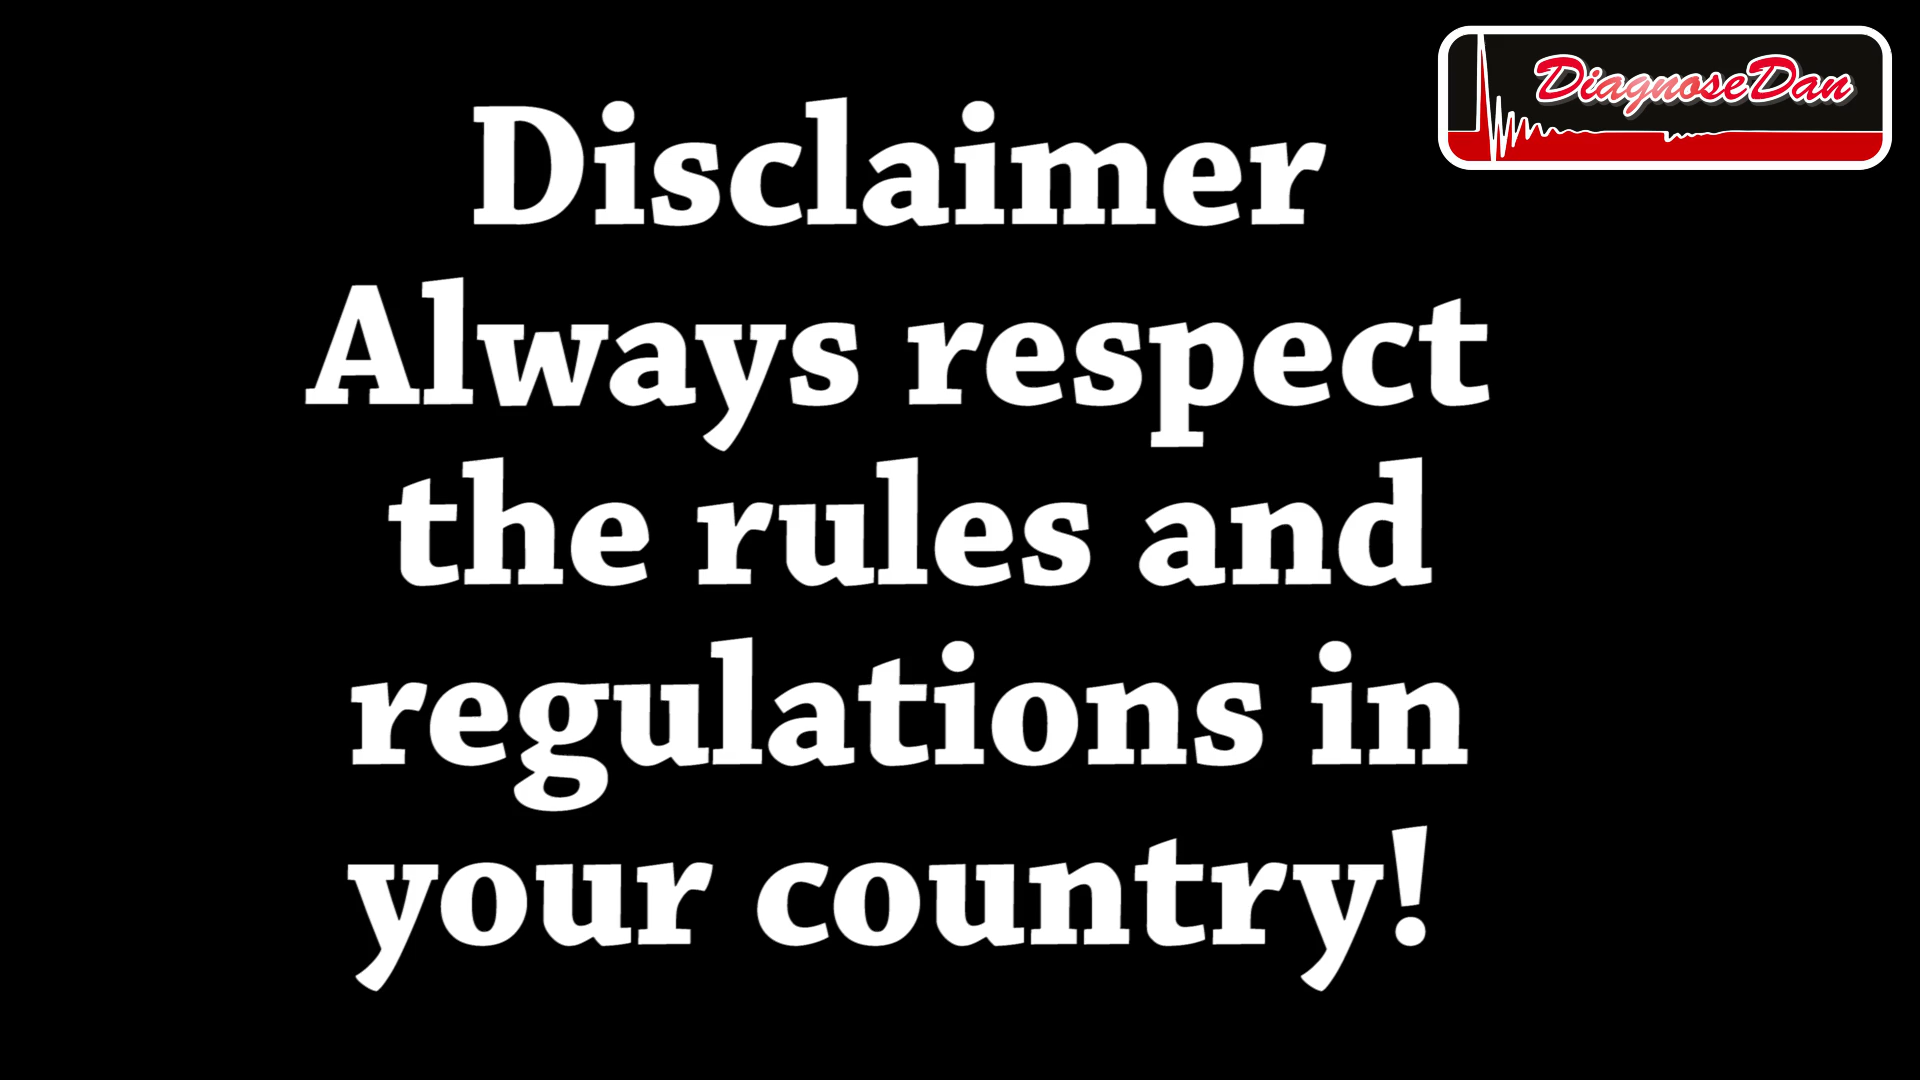 DiagnoseDan
Disclaimer
Always respect
the rules and
regulations in
your country!